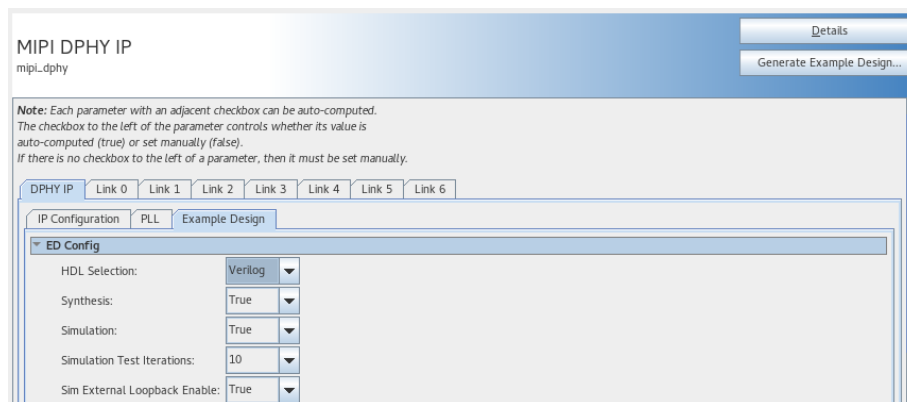 Details
MIPI DPHY IP
mipi_dphy
Generate Example Design...
Note: Each parameter with an adjacent checkbox can be auto-computed.
The checkbox to the left of the parameter controls whether its value is
auto-computed (true) or set manually (false).
If there is no checkbox to the left of a parameter, then it must be set manually.
DPHY IP Link 0 Link 1 Link 2 Link 3 Link 4 Link 5 Link 6
IP Configuration PLL Example Design
ED Config
HDL Selection: Verilog
Synthesis: True
Simulation: True
Simulation Test Iterations: 10
Sim External Loopback Enable: True